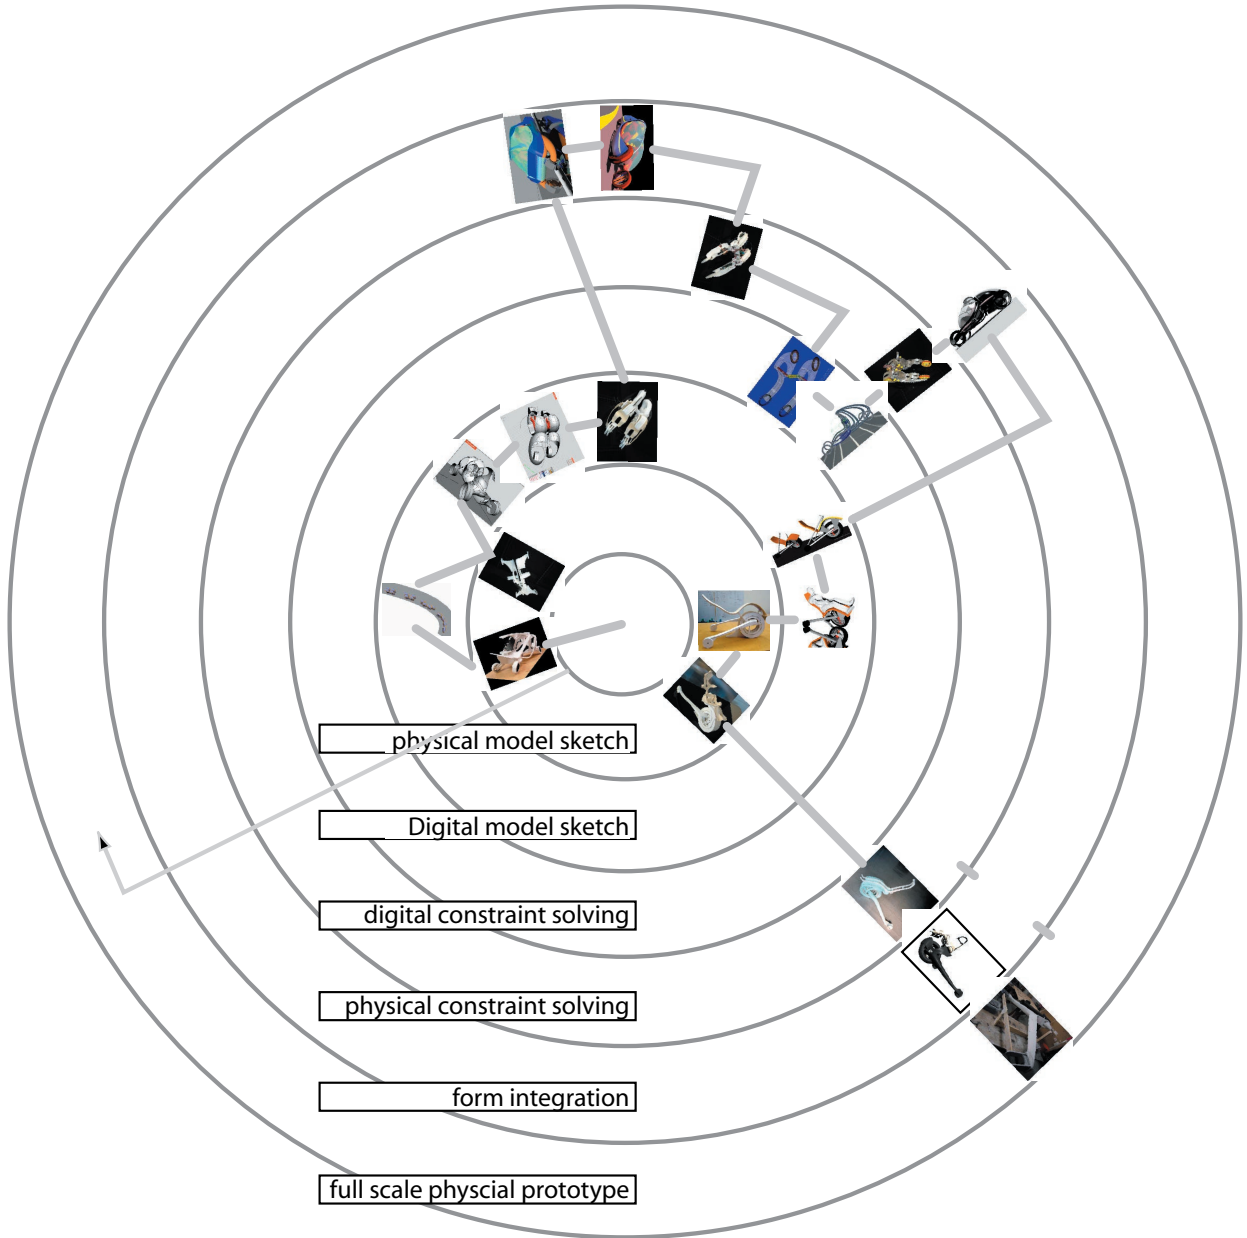 physical model sketch
Digital model sketch
digital constraint solving
physical constraint solving
form integration
full scale physcial prototype